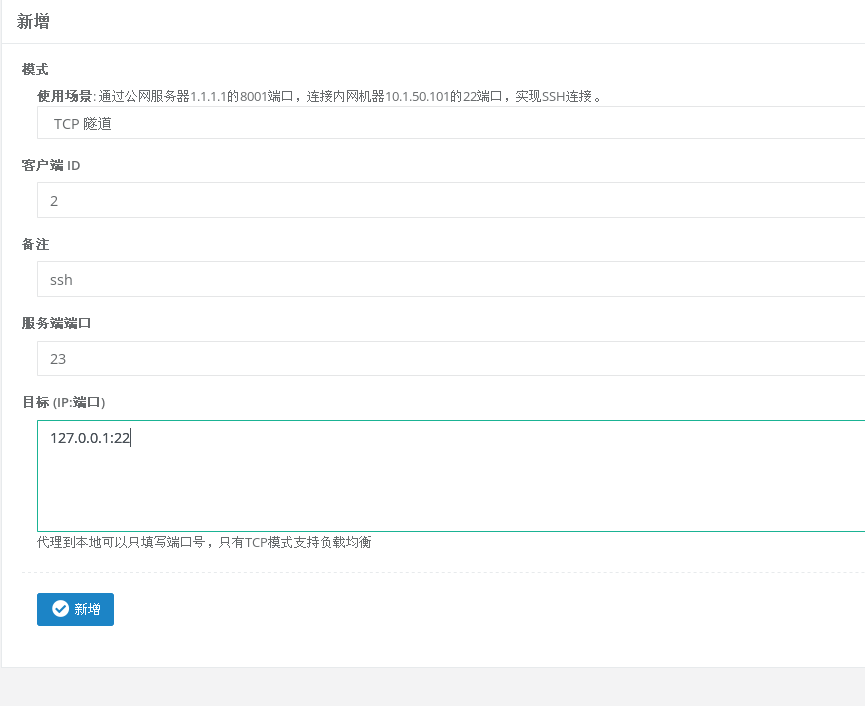 新增
模式
使用场景: 通过公网服务器1.1.1.1的8001端口，连接内网机器10.1.50.101的22端口，实现SSH连接。
TCP 隧道
客户端 ID
2
备注
ssh
服务端端口
23
目标 (IP:端口)
127.0.0.1:22
代理到本地可以只填写端口号，只有TCP模式支持负载均衡
新增